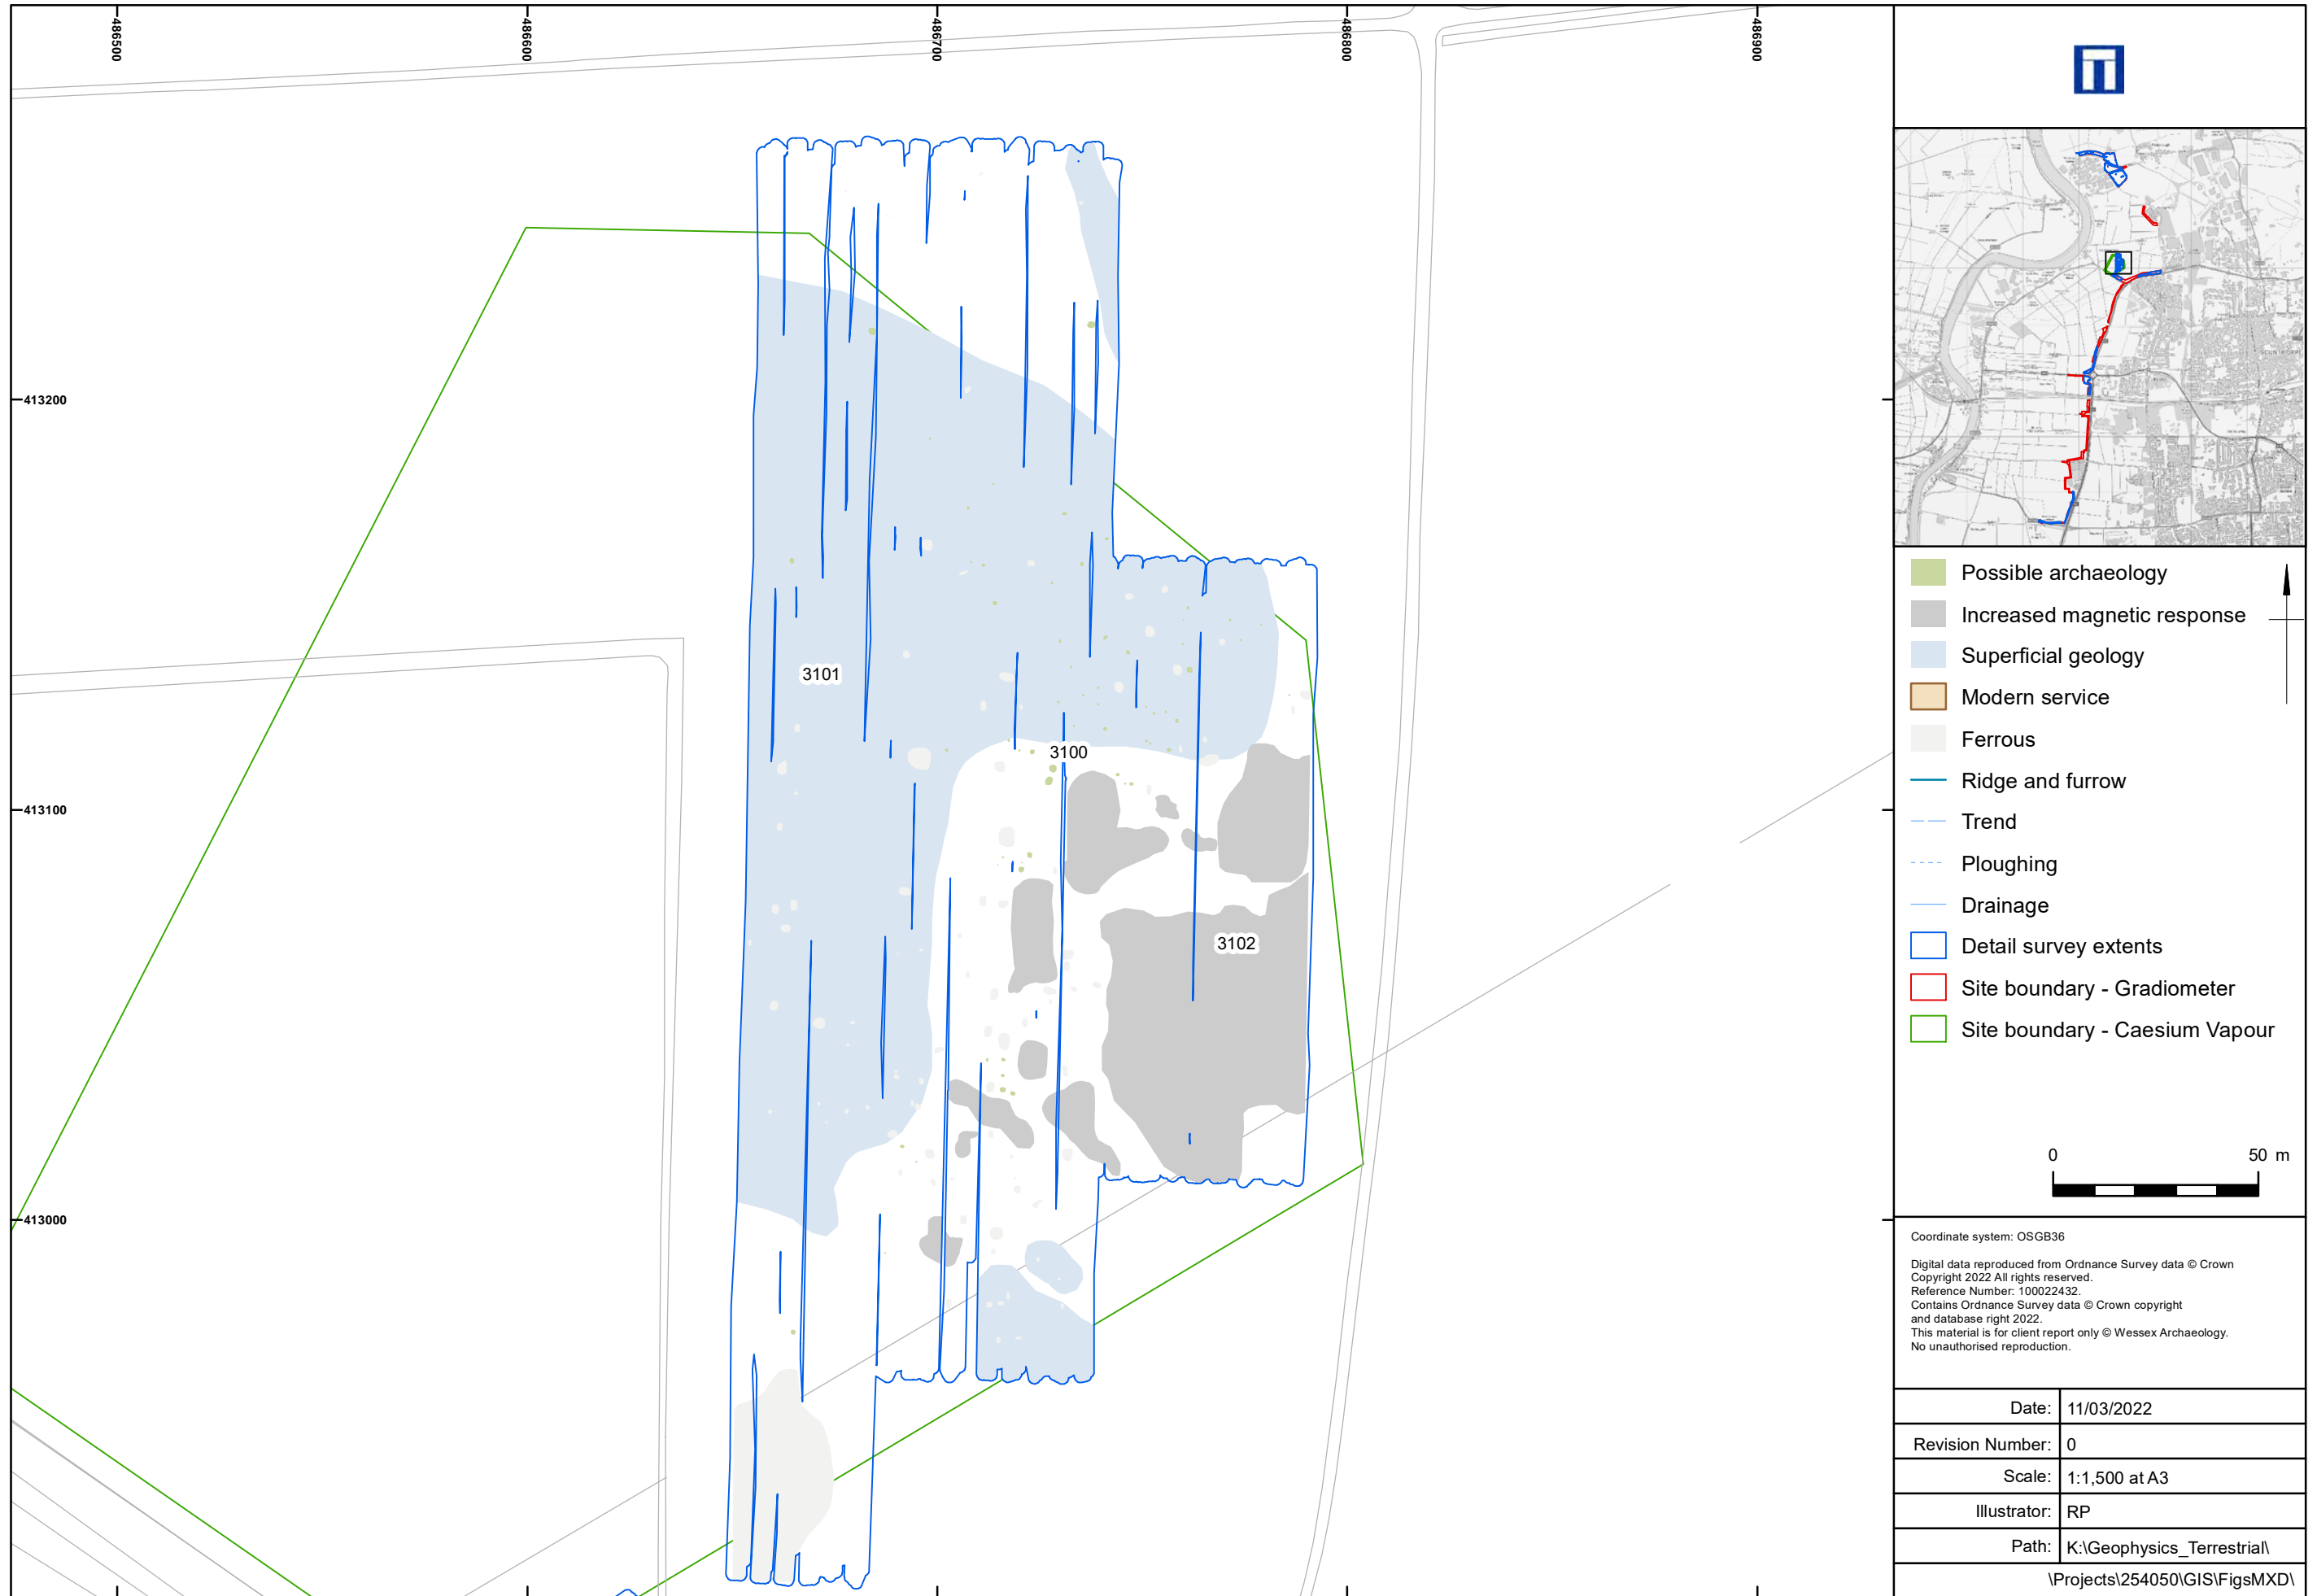 486500
486600
486700
486800
486900
413200
413100
413000
3101
3100
3102
Possible archaeology
Increased magnetic response
Superficial geology
Modern service
Ferrous
Ridge and furrow
Trend
Ploughing
Drainage
Detail survey extents
Site boundary - Gradiometer
Site boundary - Caesium Vapour
0 50 m
Coordinate system: OSGB36
Digital data reproduced from Ordnance Survey data © Crown
Copyright 2022 All rights reserved.
Reference Number: 100022432.
Contains Ordnance Survey data © Crown copyright
and database right 2022.
This material is for client report only © Wessex Archaeology.
No unauthorised reproduction.
Date: 11/03/2022
Revision Number: 0
Scale: 1:1,500 at A3
Illustrator: RP
Path: K:\Geophysics_Terrestrial\
\Projects\254050\GIS\FigsMXD\